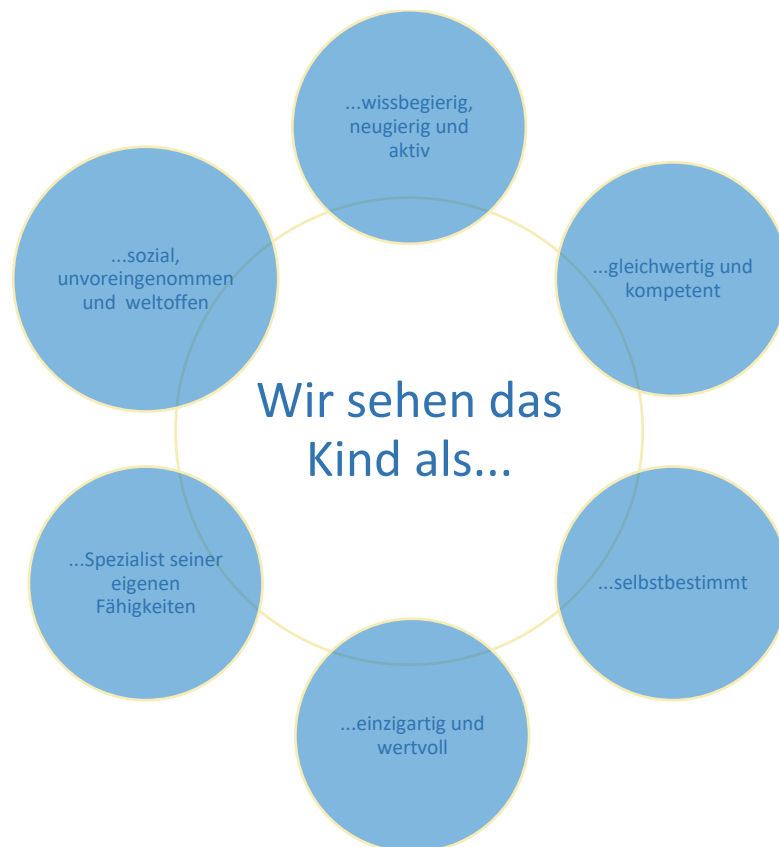 ...wissbegierig,
neugierig und
aktiv
...gleichwertig und
kompetent
...selbstbestimmt
...einzigartig und
wertvoll
...Spezialist seiner
eigenen
Fähigkeiten
...sozial,
unvoreingenommen
und  weltoffen
Wir sehen das
Kind als...